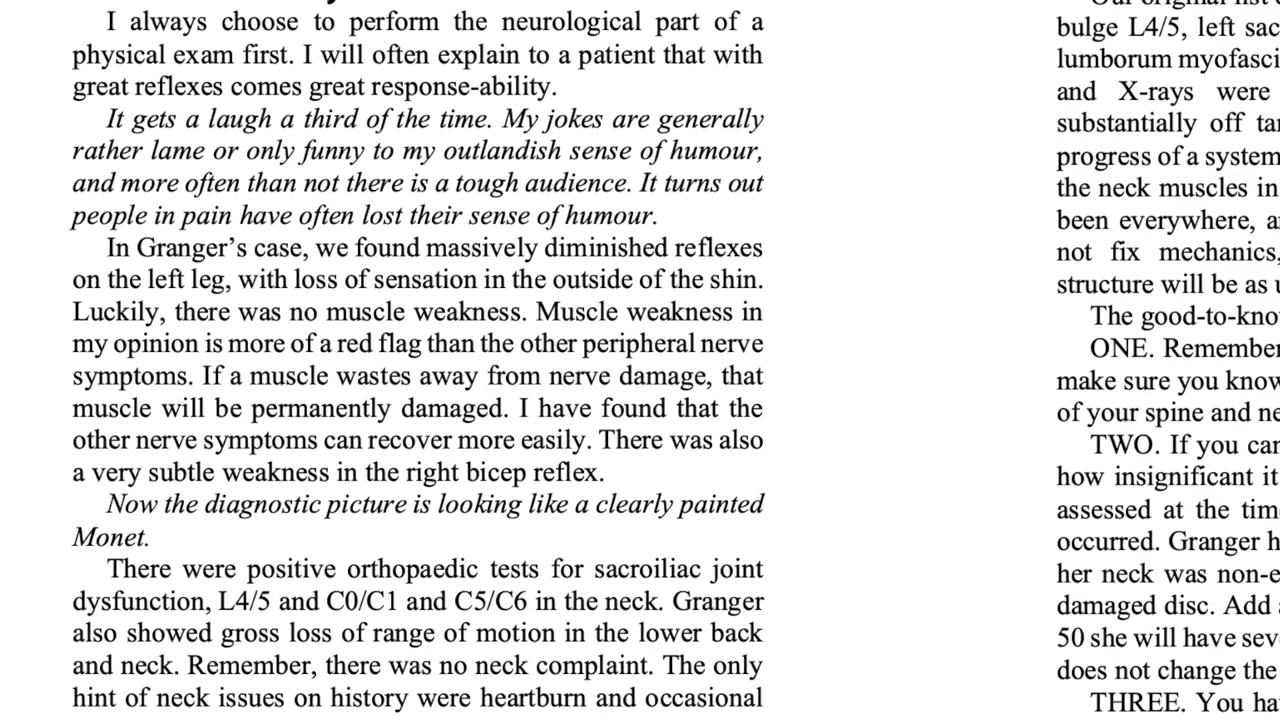 I always choose to perform the neurological part of a
physical exam first. I will often explain to a patient that with
great reflexes comes great response-ability.
It gets a laugh a third of the time. My jokes are generally
rather lame or only funny to my outlandish sense of humour,
and more often than not there is a tough audience. It turns out
people in pain have often lost their sense of humour.
In Granger's case, we found massively diminished reflexes
on the left leg, with loss of sensation in the outside of the shin.
Luckily, there was no muscle weakness. Muscle weakness in
my opinion is more of a red flag than the other peripheral nerve
symptoms. If a muscle wastes away from nerve damage, that
muscle will be permanently damaged. I have found that the
other nerve symptoms can recover more easily. There was also
a very subtle weakness in the right bicep reflex.
Now the diagnostic picture is looking like a clearly painted
Monet.
There were positive orthopaedic tests for sacroiliac joint
dysfunction, L4/5 and C0/C1 and C5/C6 in the neck. Granger
also showed gross loss of range of motion in the lower back
and neck. Remember, there was no neck complaint. The only
hint of neck issues on history were heartburn and occasional
bulge L4/5, left
lumborum
and X-rays were
substantially off
progress of a system
the neck muscles in
been everywhere,
not fix mechanics,
structure will be as
The
ONE. Remember
make sure you know
of your spine and
TWO. If you
how insignificant it
assessed at the
occurred. Granger
her neck was
damaged disc. Add
50 she will have
does not change the
THREE. You